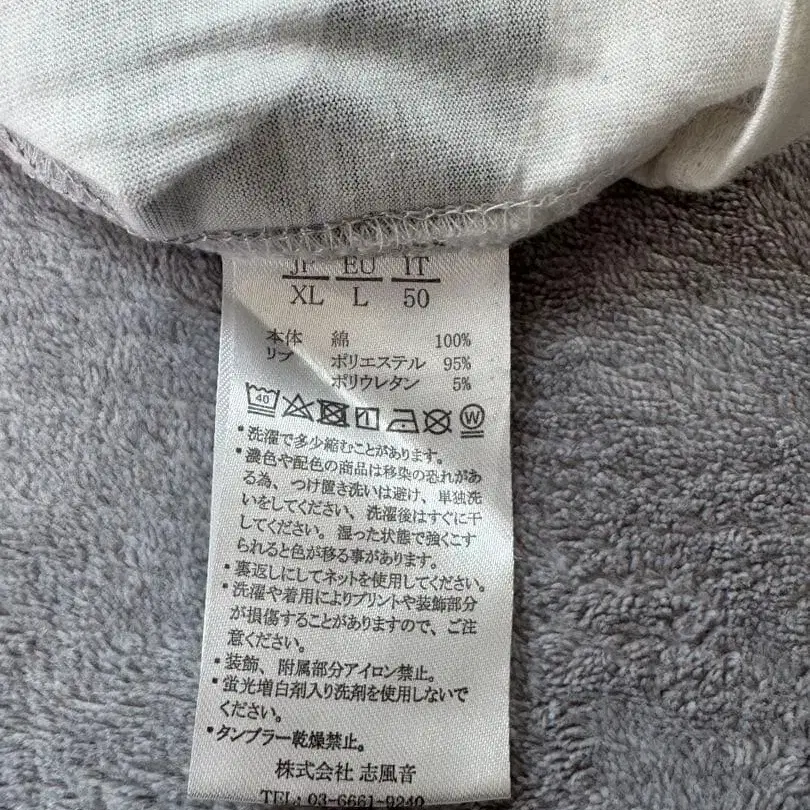 JP EU IT
XL L 50
本体 綿 100%
リブ ポリエステル 95%
ポリウレタン 5%
40 W
・洗濯で多少縮むことがあります。
・濃色や配色の商品は移染の恐れがあ
る為、つけ置き洗いは避け、単独洗
いをしてください、洗濯後はすぐに干
してください。湿った状態で強くこす
られると色が移る事があります。
・裏返しにしてネットを使用してください。
・洗濯や着用によりプリントや装飾部分
が損傷することがありますので、ご注
意ください。
・装飾、附属部分アイロン禁止。
・蛍光増白剤入り洗剤を使用しないで
ください。
・タンブラー乾燥禁止。
株式会社 志風音
TEL:03-6661-9240